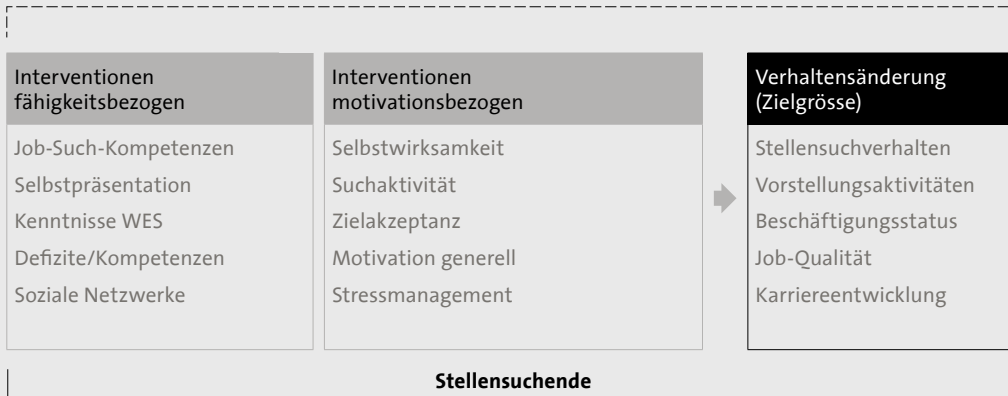 Interventionen
fähigkeitsbezogen
Job-Such-Kompetenzen
Selbstpräsentation
Kenntnisse WES
Defizite/Kompetenzen
Soziale Netzwerke
Interventionen
motivationsbezogen
Selbstwirksamkeit
Suchaktivität
Zielakzeptanz
Motivation generell
Stressmanagement
Verhaltensänderung
(Zielgrösse)
Stellensuchverhalten
Vorstellungsaktivitäten
Beschäftigungsstatus
Job-Qualität
Karriereentwicklung
Stellensuchende